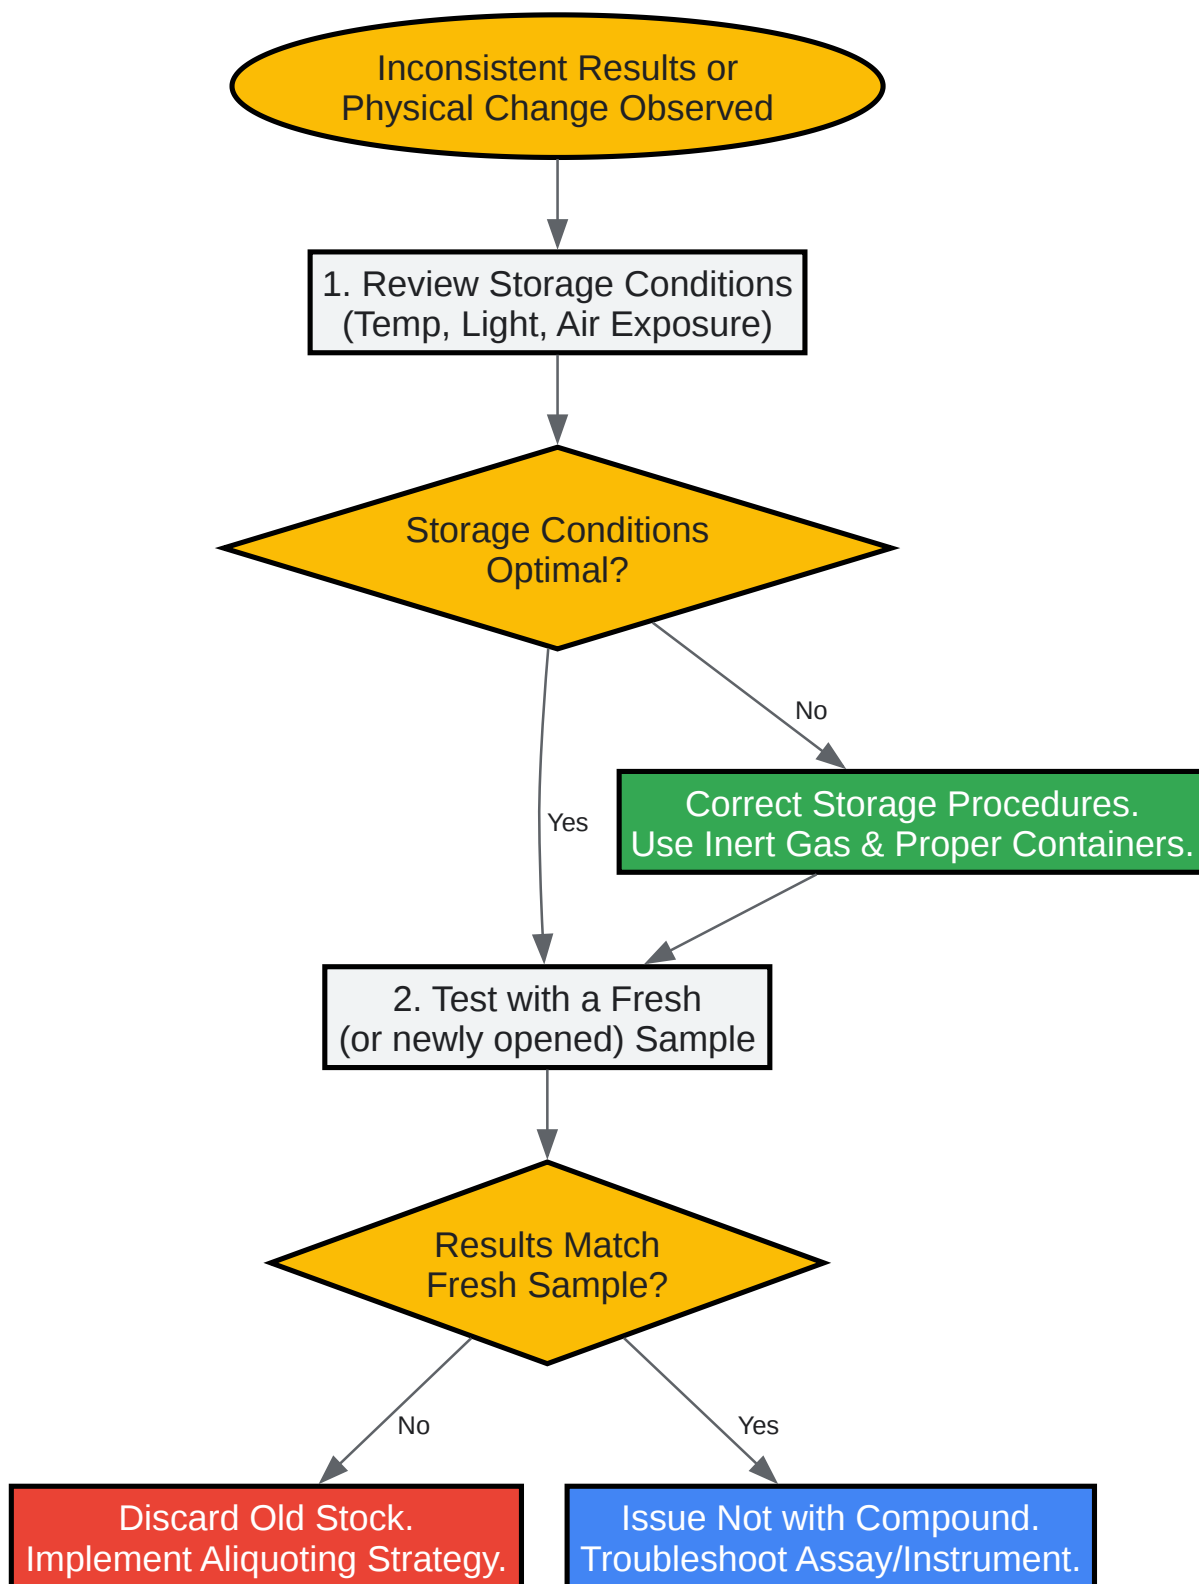 Inconsistent Results or
Physical Change Observed
1. Review Storage Conditions
(Temp, Light, Air Exposure)
Storage Conditions
Optimal?
No
Correct Storage Procedures.
Use Inert Gas & Proper Containers.
Yes
2. Test with a Fresh
(or newly opened) Sample
Results Match
Fresh Sample?
No
Yes
Discard Old Stock.
Implement Aliquoting Strategy.
Issue Not with Compound.
Troubleshoot Assay/Instrument.